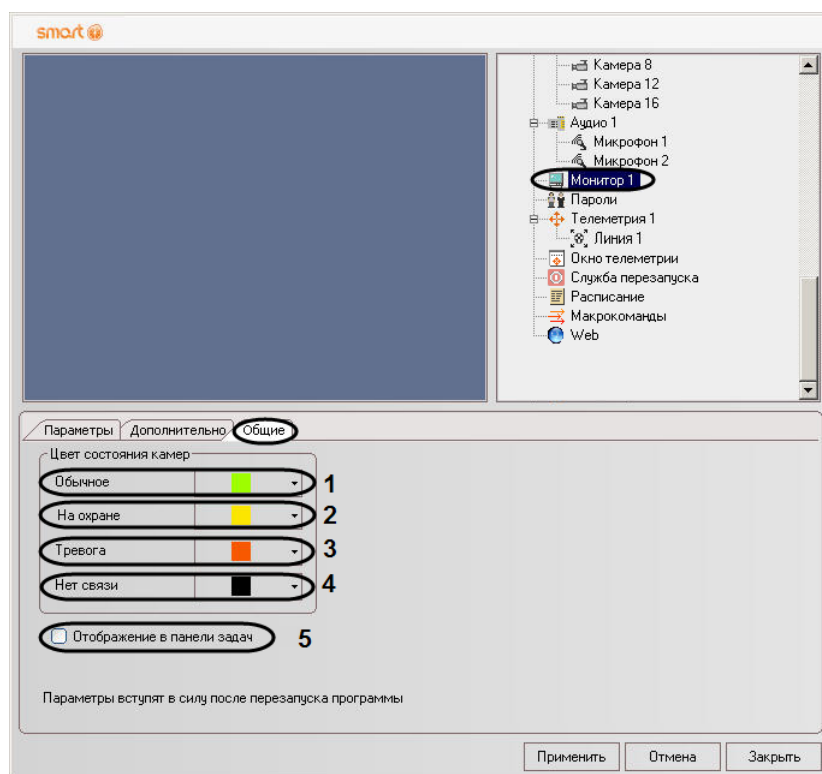 smart
Камера 8
Камера 12
Камера 16
Аудио 1
Микрофон 1
Микрофон 2
Монитор 1
Пароли
Телеметрия 1
Линия 1
Окно телеметрии
Служба перезапуска
Расписание
Макрокоманды
Web
Параметры Дополнительно Общие
Цвет состояния камер
Обычное 1
На охране 2
Тревога 3
Нет связи 4
Отображение в панели задач 5
Параметры вступят в силу после перезапуска программы
Применить Отмена Закрыть